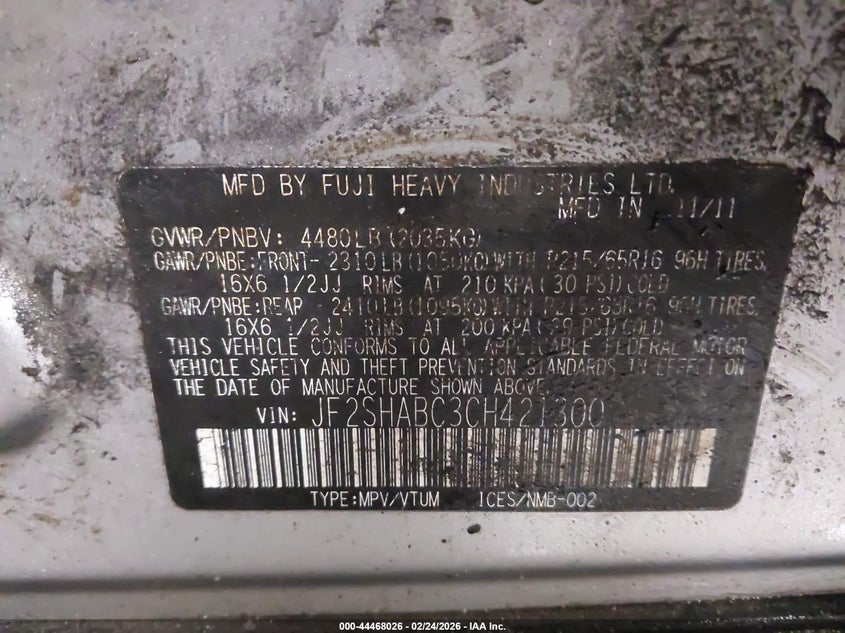 MFD BY FUJI HEAVY INDUSTRIES LTD.
MFD IN 11/11
GVWR/PNBV: 4480LB(2035KG)
GAWR/PNBE:FRONT- 2310LB(1050KG)WITH P215/65R16 96H TIRES,
16X6 1/2JJ RIMS AT 210 KPA(30 PSI)COLD
GAWR/PNBE:REAR - 2410LB(1095KG)WITH P215/65R16 96H TIRES,
16X6 1/2JJ RIMS AT 200 KPA(29 PSI)COLD
THIS VEHICLE CONFORMS TO ALL APPLICABLE FEDERAL MOTOR
VEHICLE SAFETY AND THEFT PREVENTION STANDARDS IN EFFECT ON
THE DATE OF MANUFACTURE SHOWN ABOVE.
VIN: JF2SHABC3CH421300
TYPE:MPV/VTUM ICES/NMB-002
000-44468026 - 02/24/2026 - IAA Inc.